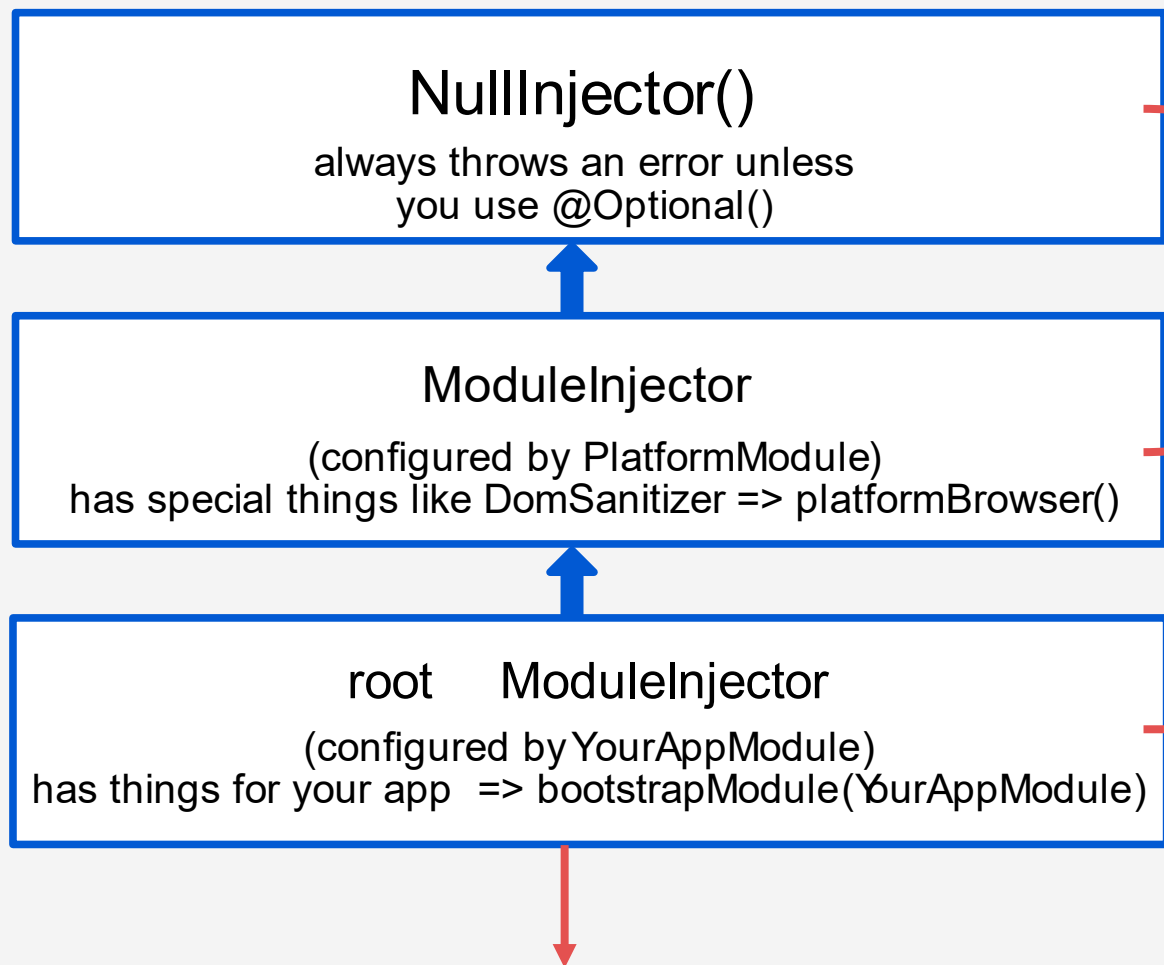 NullInjector()
always throws an error unless
you use @Optional()
ModuleInjector
(configured by PlatformModule)
has special things like DomSanitizer => platformBrowser()
root ModuleInjector
(configured by YourAppModule)
has things for your app => bootstrapModule(YourAppModule)